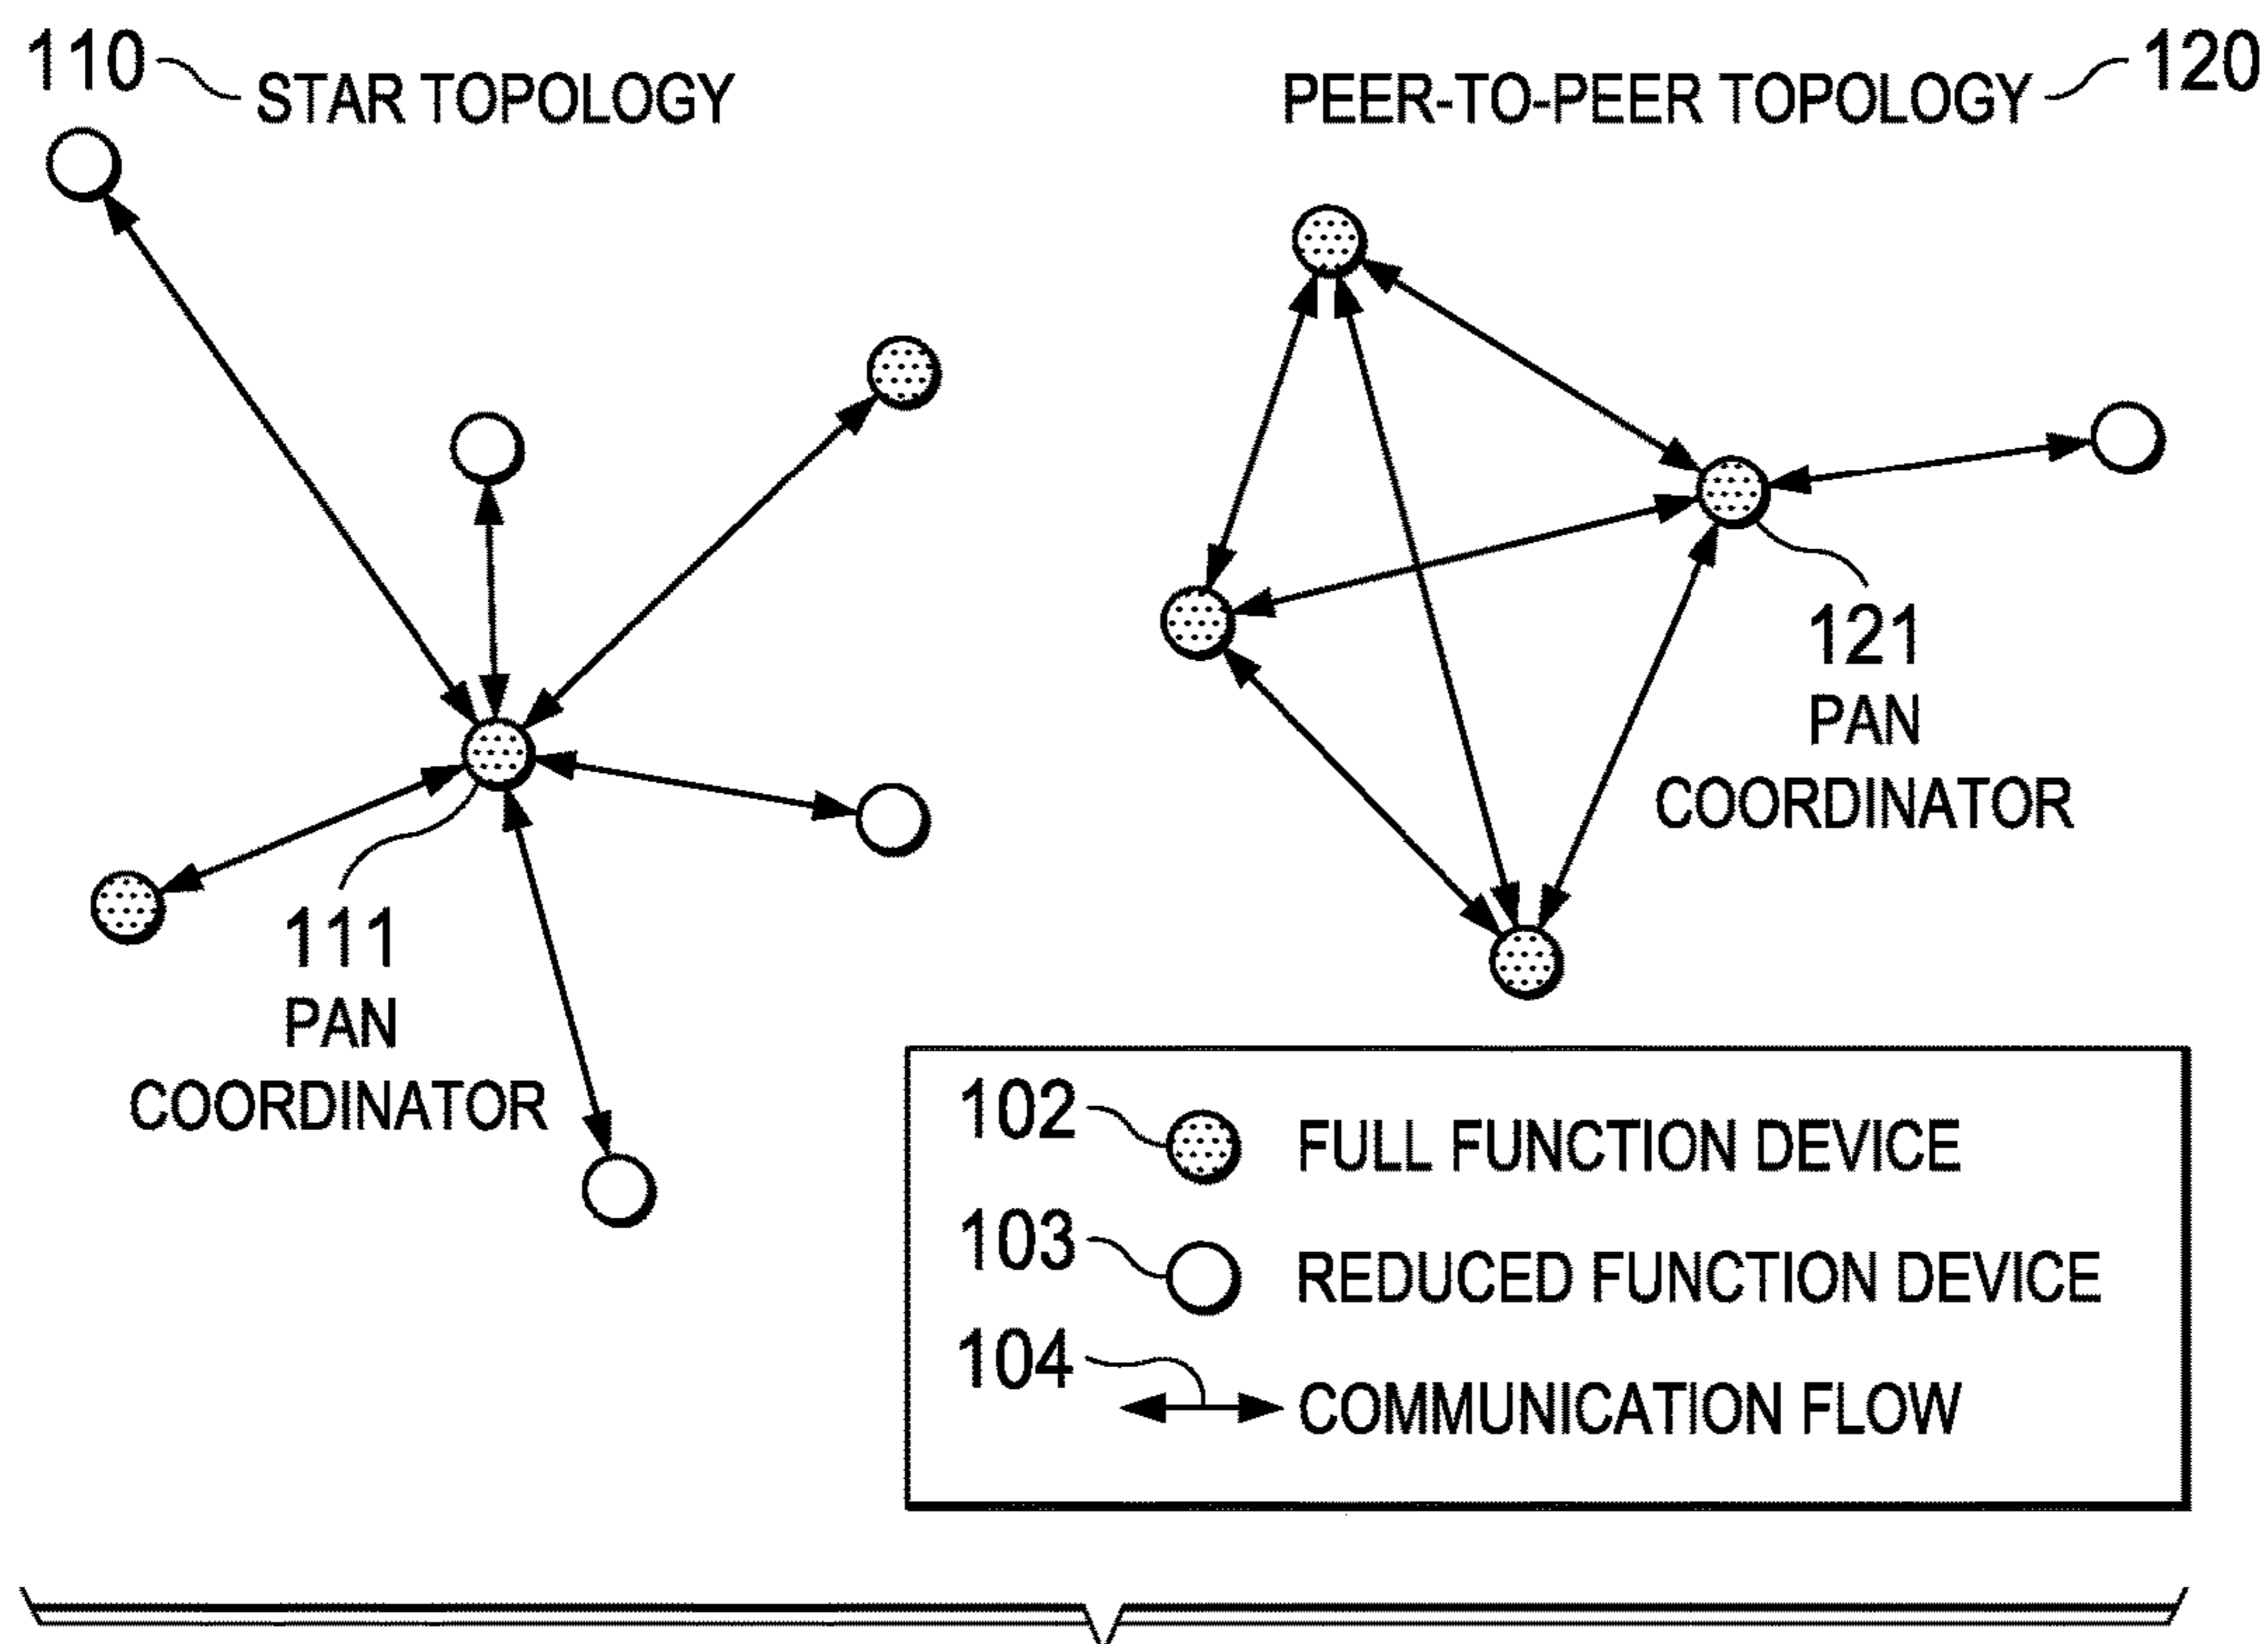 110 STAR TOPOLOGY
PEER-TO-PEER TOPOLOGY 120
111
PAN
COORDINATOR
121
PAN
COORDINATOR
102 FULL FUNCTION DEVICE
103 REDUCED FUNCTION DEVICE
104 COMMUNICATION FLOW